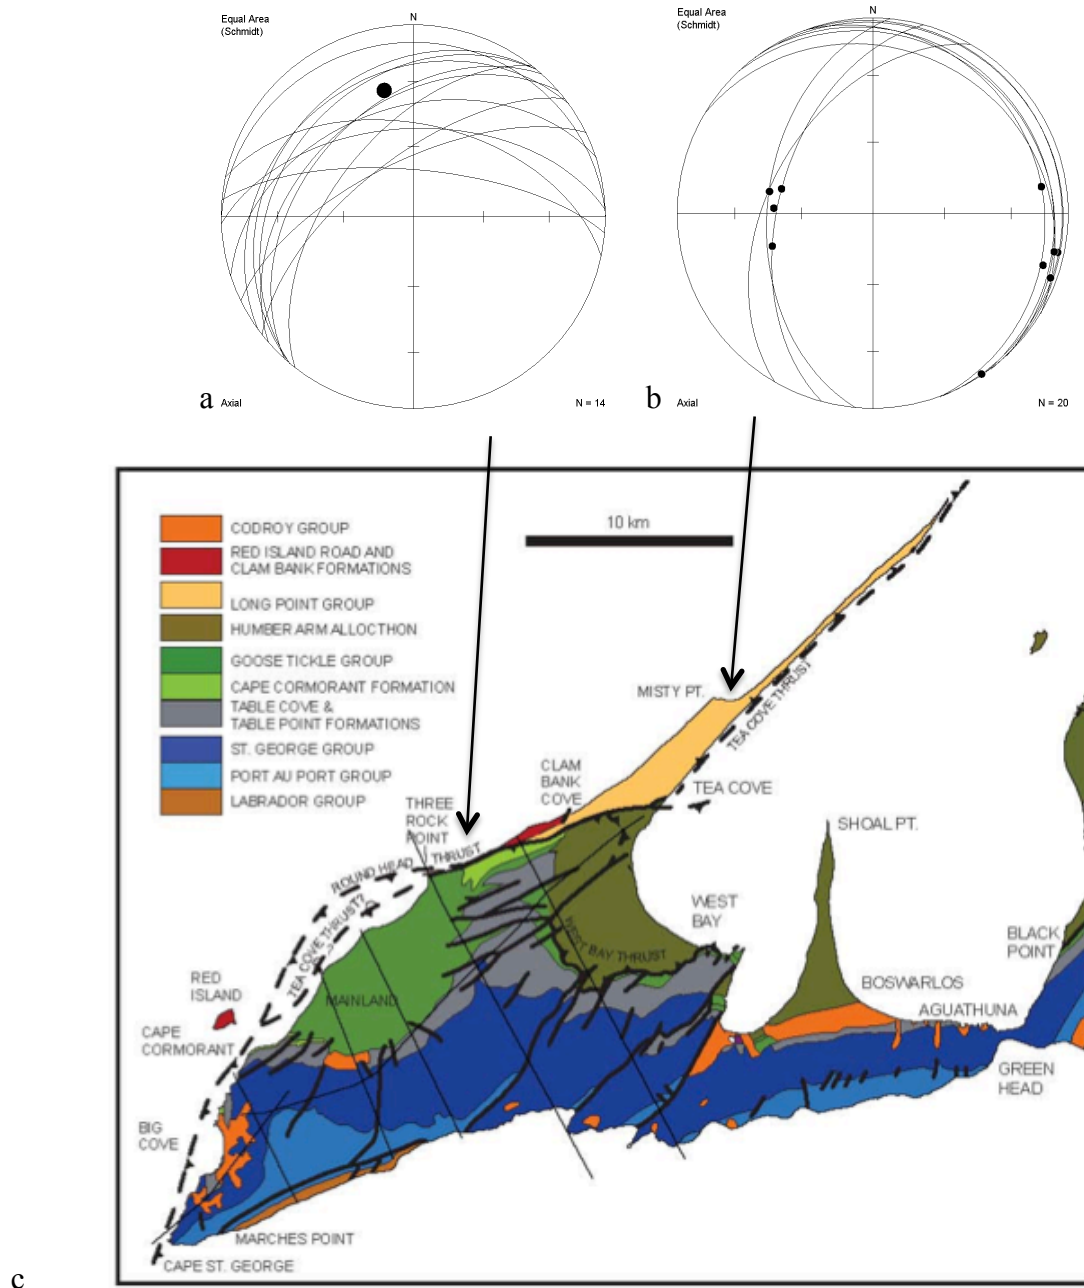 Equal Area
(Schmidt)
N
a
Axial
N = 14
Equal Area
(Schmidt)
N
b
Axial
N = 20
10 km
CODROY GROUP
RED ISLAND ROAD AND
CLAM BANK FORMATIONS
LONG POINT GROUP
HUMBER ARM ALLOCTHON
GOOSE TICKLE GROUP
CAPE CORMORANT FORMATION
TABLE COVE &
TABLE POINT FORMATIONS
ST. GEORGE GROUP
PORT AU PORT GROUP
LABRADOR GROUP
MISTY PT.
TEA COVE THRUST
CLAM
BANK
COVE
TEA COVE
THREE
ROCK
POINT
SHOAL PT.
ROUND HEAD THRUST
TEA COVE THRUST?
WEST
BAY
WEST BAY THRUST
BLACK
POINT
RED
ISLAND
MAINLAND
BOSWARLOS
AGUATHUNA
CAPE
CORMORANT
GREEN
HEAD
BIG
COVE
MARCHES POINT
CAPE ST. GEORGE
c